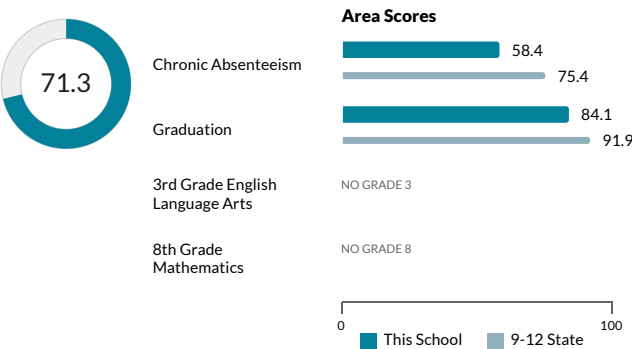 Area Scores
71.3
Chronic Absenteeism
58.4
75.4
Graduation
84.1
91.9
3rd Grade English
Language Arts
NO GRADE 3
8th Grade
Mathematics
NO GRADE 8
0
100
This School
9-12 State